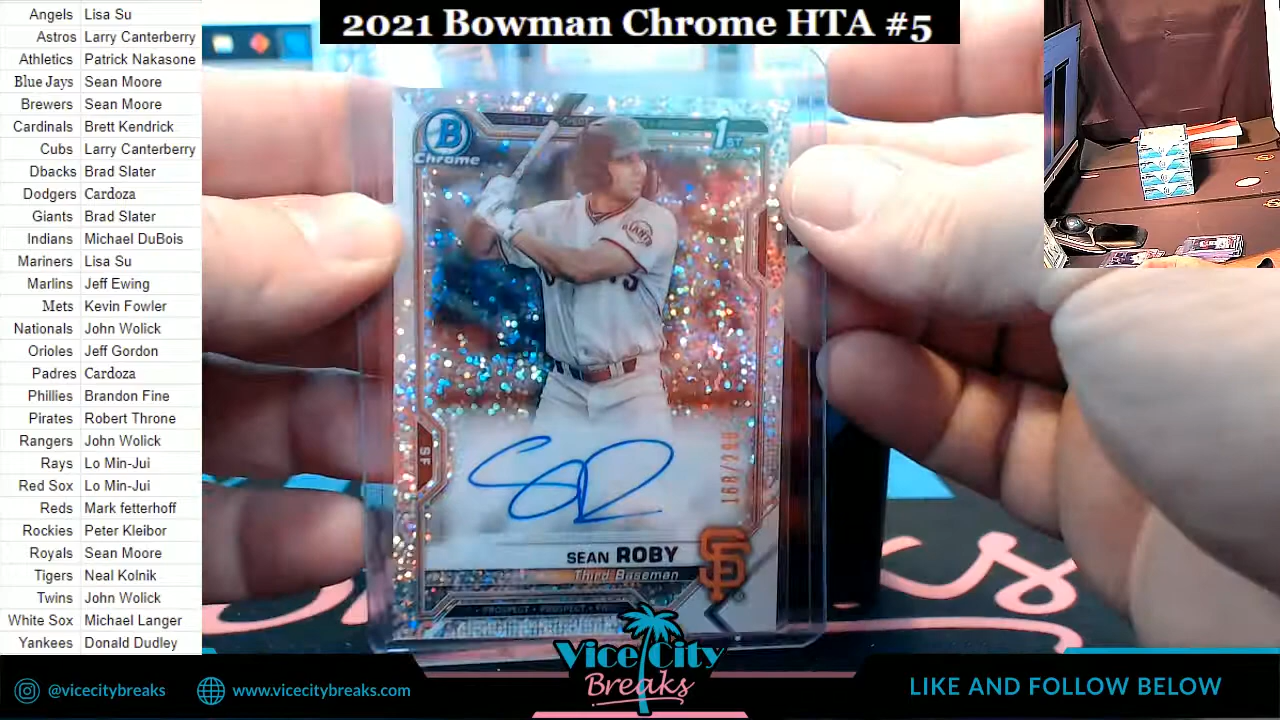 2021 Bowman Chrome HTA #5
Angels Lisa Su
Astros Larry Canterberry
Athletics Patrick Nakasone
Blue Jays Sean Moore
Brewers Sean Moore
Cardinals Brett Kendrick
Cubs Larry Canterberry
Dbacks Brad Slater
Dodgers Cardoza
Giants Brad Slater
Indians Michael DuBois
Mariners Lisa Su
Marlins Jeff Ewing
Mets Kevin Fowler
Nationals John Wolick
Orioles Jeff Gordon
Padres Cardoza
Phillies Brandon Fine
Pirates Robert Throne
Rangers John Wolick
Rays Lo Min-Jui
Red Sox Lo Min-Jui
Reds Mark fetterhoff
Rockies Peter Kleibor
Royals Sean Moore
Tigers Neal Kolnik
Twins John Wolick
White Sox Michael Langer
Yankees Donald Dudley
B
Chrome
1ST
GIANTS
SF
SEAN ROBY
Third Baseman
SF
PROSPECT • PROSPECT
Vice City
Breaks
@vicecitybreaks
www.vicecitybreaks.com
LIKE AND FOLLOW BELOW